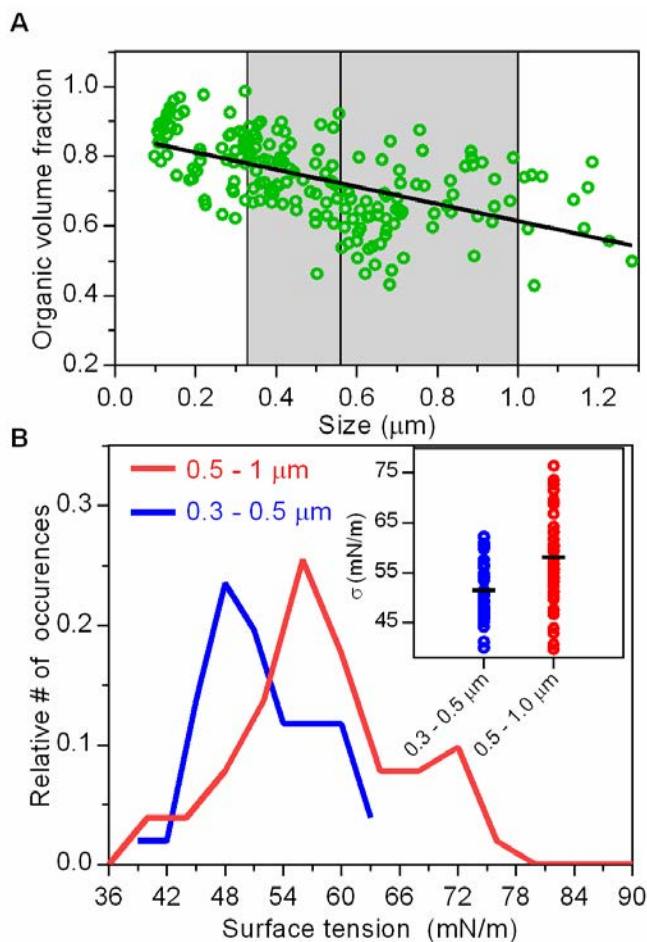 A
Organic volume fraction
1.0
0.8
0.6
0.4
0.2
0.0 0.2 0.4 0.6 0.8 1.0 1.2
Size (μm)
B
Relative # of occurences
0.3
0.2
0.1
0.0
0.5 - 1 μm
0.3 - 0.5 μm
σ (mN/m)
75
65
55
45
0.3 - 0.5 μm
0.5 - 1.0 μm
36 42 48 54 60 66 72 78 84 90
Surface tension (mN/m)